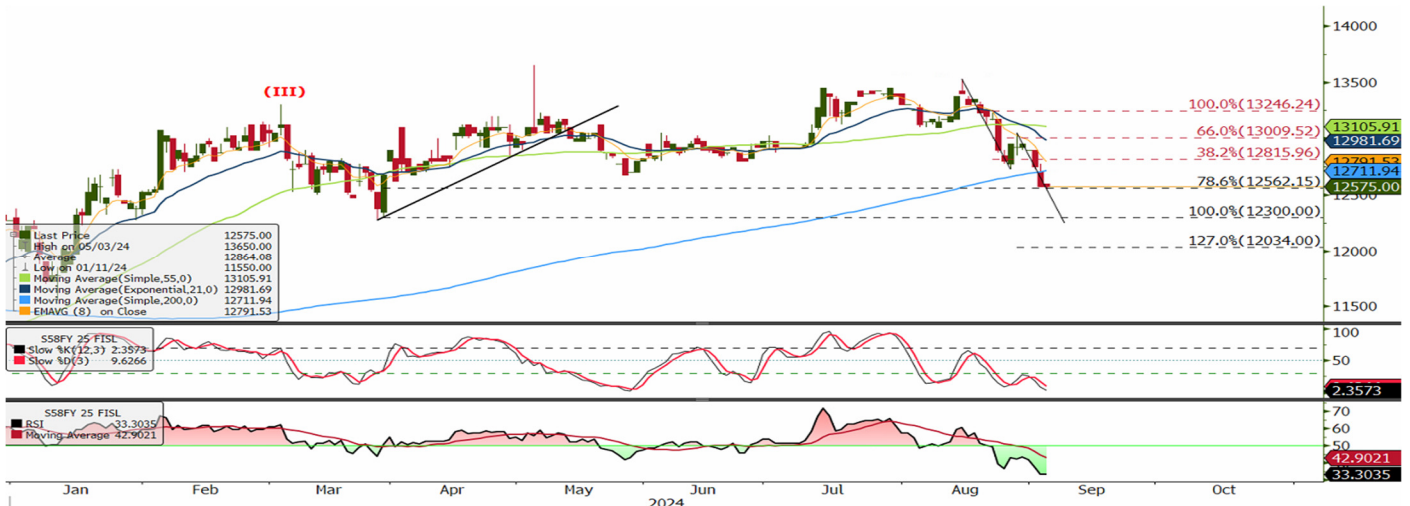 14000
(III)
13500
100.0%(13246.24)
13105.91
66.0%(13009.52)
12981.69
38.2%(12815.96)
12791.53
12711.94
78.6%(12562.15)
12575.00
12500
100.0%(12300.00)
127.0%(12034.00)
12000
11500
Last Price 12575.00
High on 05/03/24 13650.00
Average 12864.08
Low on 01/11/24 11550.00
Moving Average(Simple,55,0) 13105.91
Moving Average(Exponential,21,0) 12981.69
Moving Average(Simple,200,0) 12711.94
EMAVG (8) on Close 12791.53
S58FY 25 FISL
Slow %K(12,3) 2.3573
Slow %D(3) 9.6266
100
50
2.3573
S58FY 25 FISL
RSI 33.3035
Moving Average 42.9021
70
60
50
42.9021
33.3035
Jan Feb Mar Apr May Jun Jul Aug Sep Oct
2024